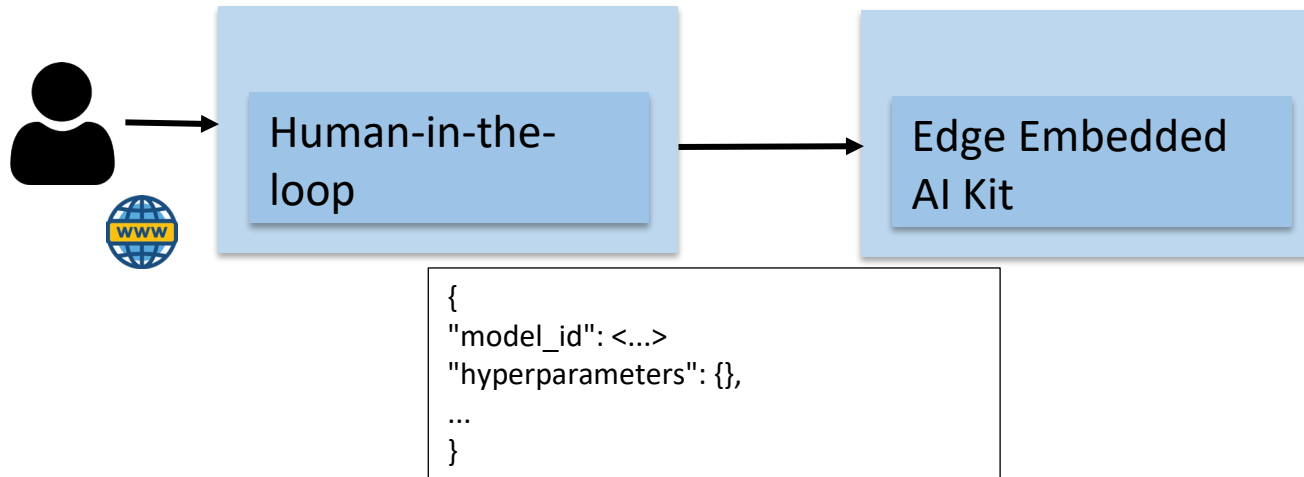 Human-in-the-
loop
Edge Embedded
AI Kit
WWW
{
"model_id": <...>
"hyperparameters": {},
...
}